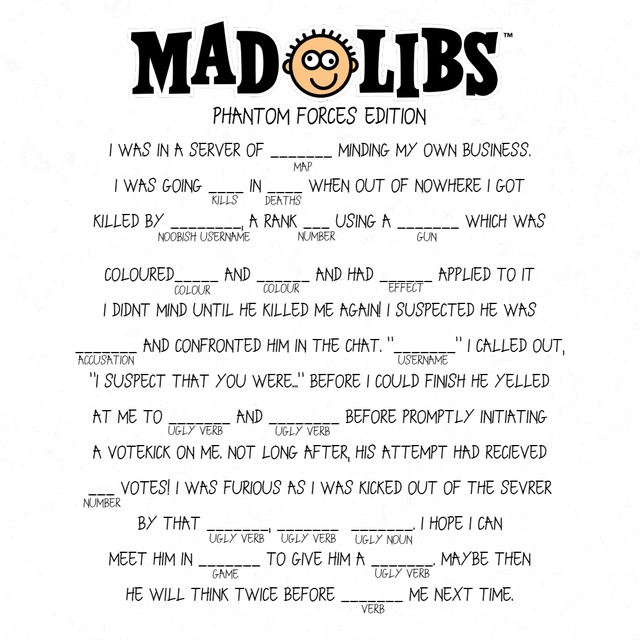 MAD LIBS™
PHANTOM FORCES EDITION
I WAS IN A SERVER OF _______ MINDING MY OWN BUSINESS.
MAP
I WAS GOING ____ IN ____ WHEN OUT OF NOWHERE I GOT
KILLS DEATHS
KILLED BY ________, A RANK ___ USING A _______ WHICH WAS
NOOBISH USERNAME NUMBER GUN
COLOURED_____ AND ______ AND HAD ______ APPLIED TO IT
COLOUR COLOUR EFFECT
I DIDNT MIND UNTIL HE KILLED ME AGAIN! I SUSPECTED HE WAS
_______ AND CONFRONTED HIM IN THE CHAT. "_______" I CALLED OUT,
ACCUSATION USERNAME
"I SUSPECT THAT YOU WERE..." BEFORE I COULD FINISH HE YELLED
AT ME TO _______ AND ________ BEFORE PROMPTLY INITIATING
UGLY VERB UGLY VERB
A VOTEKICK ON ME. NOT LONG AFTER, HIS ATTEMPT HAD RECIEVED
___ VOTES! I WAS FURIOUS AS I WAS KICKED OUT OF THE SEVRER
NUMBER
BY THAT _______, _______ _______. I HOPE I CAN
UGLY VERB UGLY VERB UGLY NOUN
MEET HIM IN _______ TO GIVE HIM A _______. MAYBE THEN
GAME UGLY VERB
HE WILL THINK TWICE BEFORE _______ ME NEXT TIME.
VERB